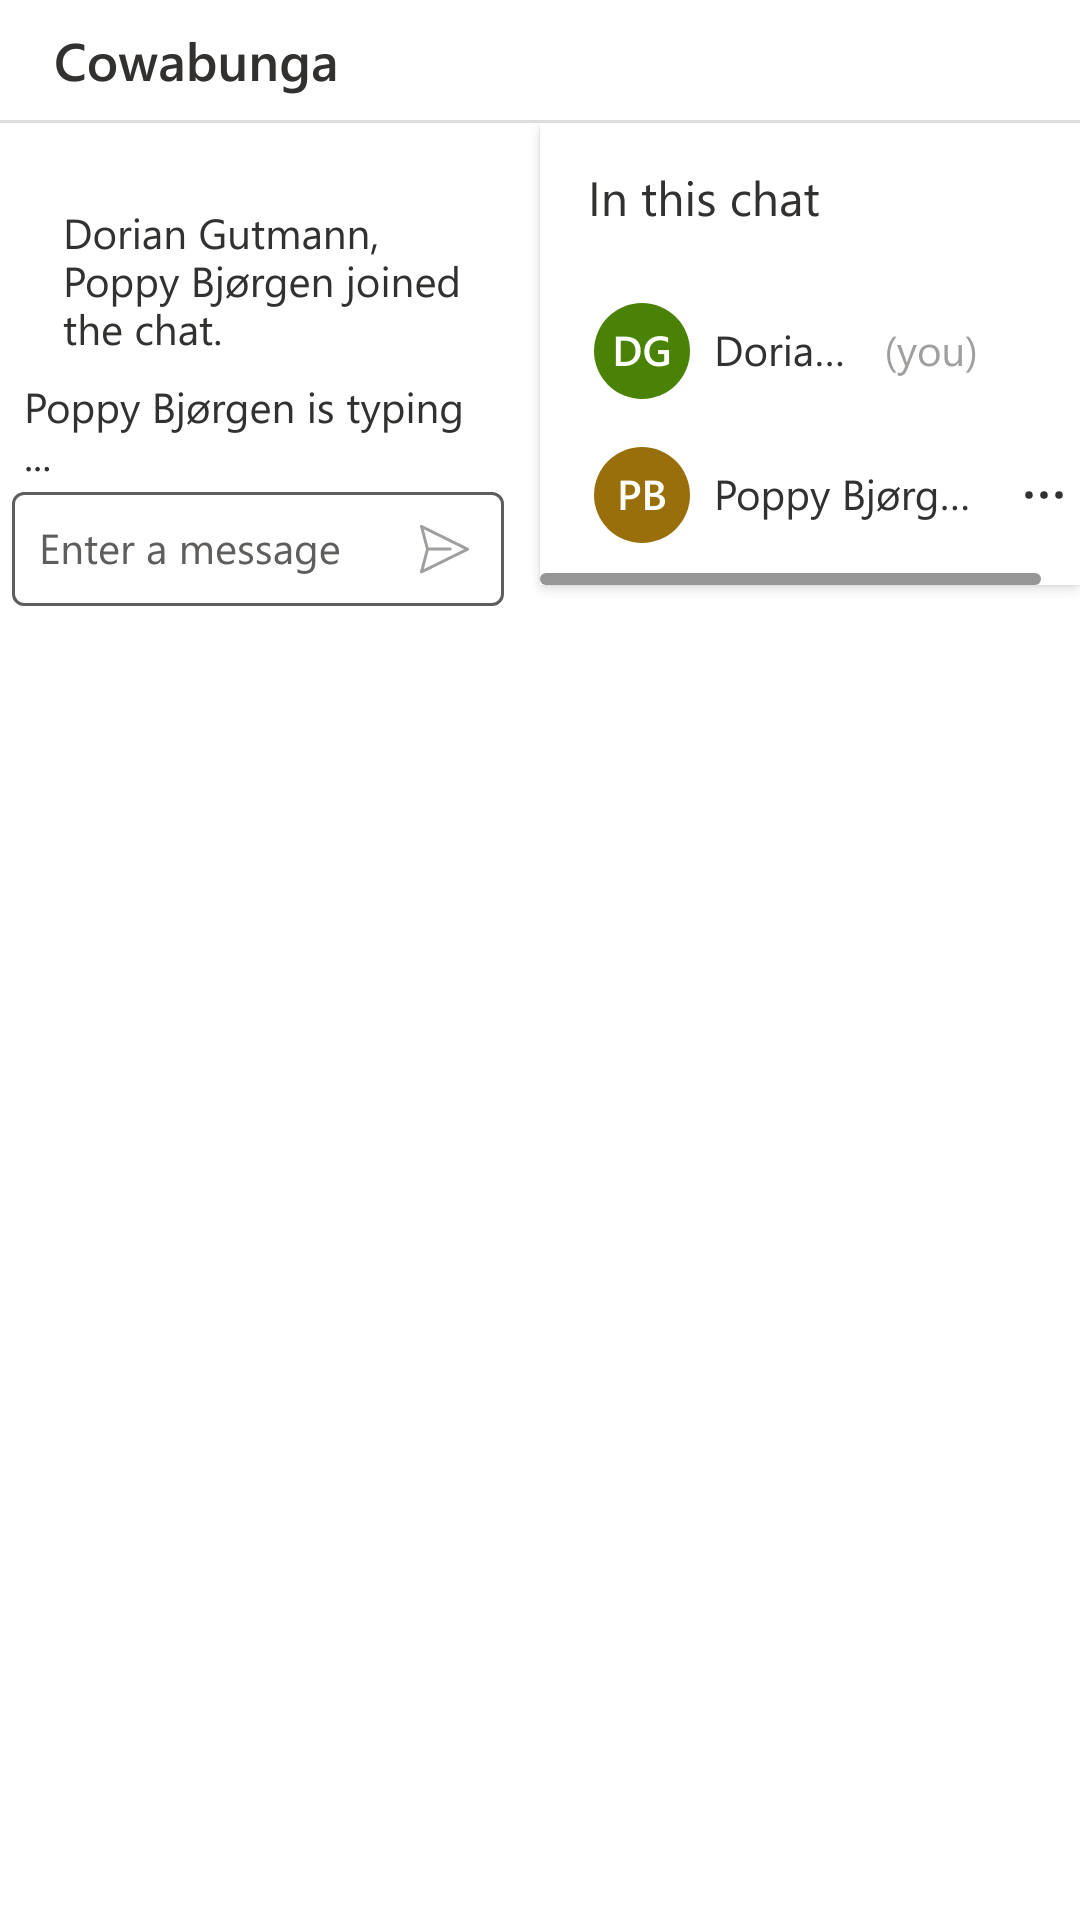 Cowabunga
Dorian Gutmann,
Poppy Bjørgen joined
the chat.
Poppy Bjørgen is typing
...
Enter a message
In this chat
DG Doria... (you)
PB Poppy Bjørg...